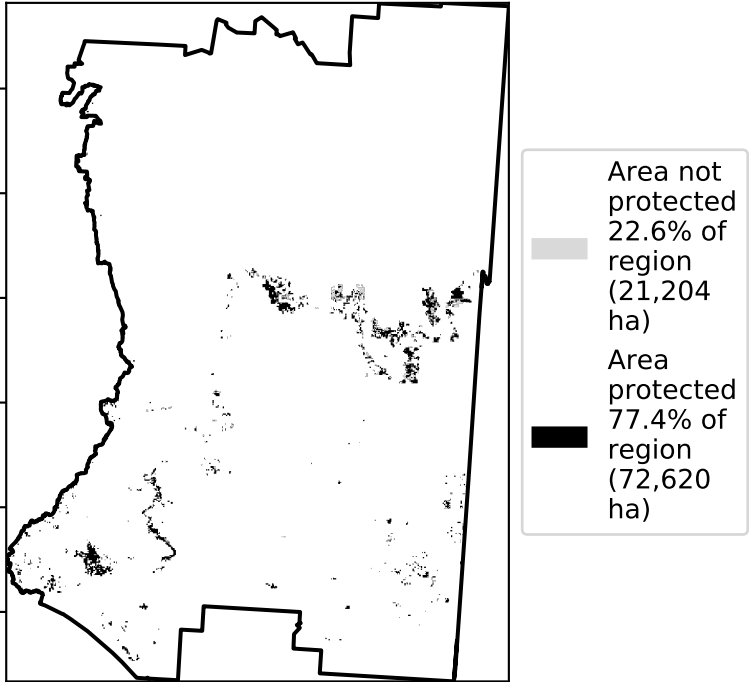 Area not
protected
22.6% of
region
(21,204
ha)
Area
protected
77.4% of
region
(72,620
ha)